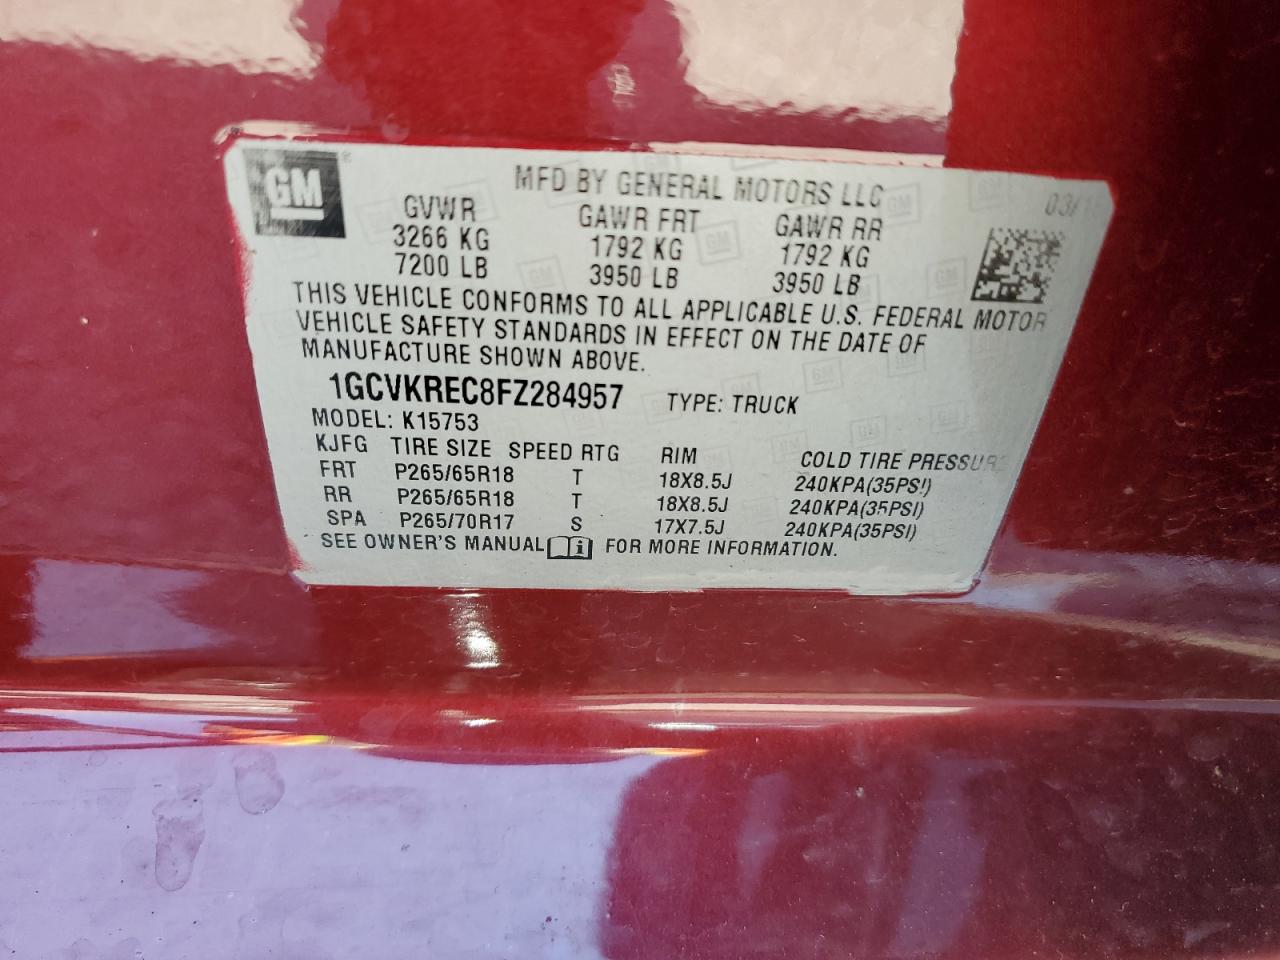 GM
MFD BY GENERAL MOTORS LLC 03/
GVWR GAWR FRT GAWR RR
3266 KG 1792 KG 1792 KG
7200 LB 3950 LB 3950 LB
THIS VEHICLE CONFORMS TO ALL APPLICABLE U.S. FEDERAL MOTOR
VEHICLE SAFETY STANDARDS IN EFFECT ON THE DATE OF
MANUFACTURE SHOWN ABOVE.
1GCVKREC8FZ284957 TYPE: TRUCK
MODEL: K15753
KJFG TIRE SIZE SPEED RTG RIM COLD TIRE PRESSUR
FRT P265/65R18 T 18X8.5J 240KPA(35PSI)
RR P265/65R18 T 18X8.5J 240KPA(35PSI)
SPA P265/70R17 S 17X7.5J 240KPA(35PSI)
SEE OWNER'S MANUAL FOR MORE INFORMATION.